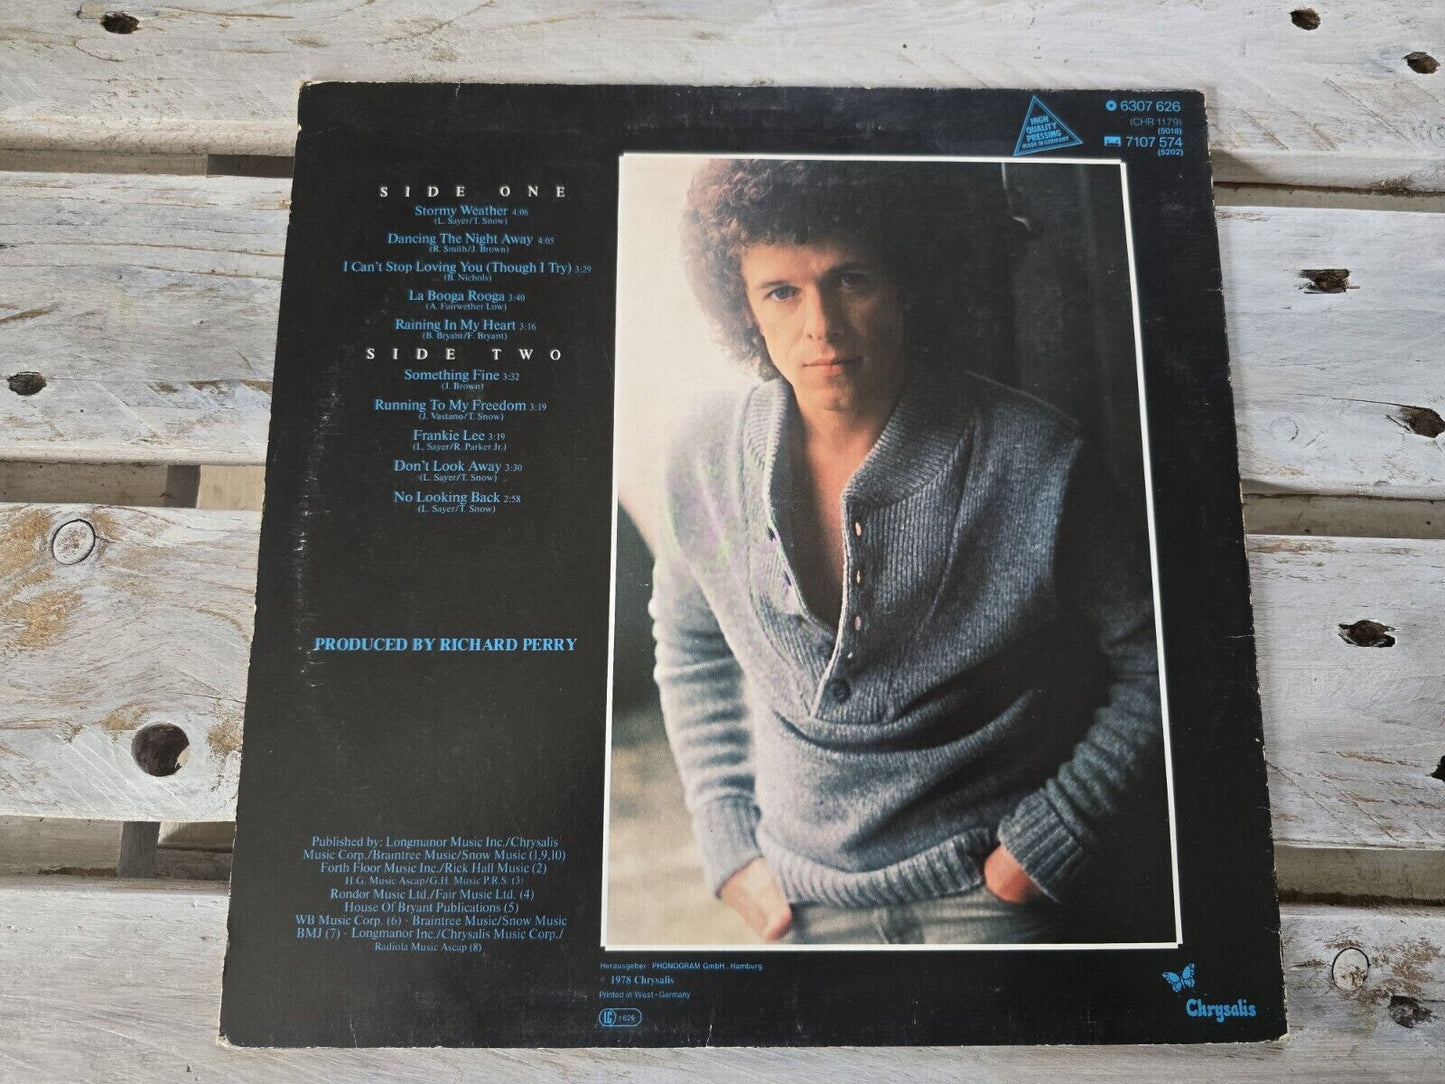 HIGH
QUALITY
PRESSING
MADE IN GERMANY
6307 626
(CHR 1179)
(5018)
7107 574
(5202)
SIDE ONE
Stormy Weather 4:06
(L. Sayer/T. Snow)
Dancing The Night Away 4:05
(R. Smith/J. Brown)
I Can't Stop Loving You (Though I Try) 3:29
(B. Nichols)
La Booga Rooga 3:40
(A. Fairwether Low)
Raining In My Heart 3:16
(B. Bryant/F. Bryant)
SIDE TWO
Something Fine 3:32
(J. Brown)
Running To My Freedom 3:19
(J. Vastano/T. Snow)
Frankie Lee 3:19
(L. Sayer/R. Parker Jr.)
Don't Look Away 3:30
(L. Sayer/T. Snow)
No Looking Back 2:58
(L. Sayer/T. Snow)
PRODUCED BY RICHARD PERRY
Published by: Longmanor Music Inc./Chrysalis
Music Corp./Braintree Music/Snow Music (1,9,10)
Forth Floor Music Inc./Rick Hall Music (2)
H.G. Music Ascap/G.H. Music P.R.S. (3)
Rondor Music Ltd./Fair Music Ltd. (4)
House Of Bryant Publications (5)
WB Music Corp. (6) · Braintree Music/Snow Music
BMJ (7) · Longmanor Inc./Chrysalis Music Corp./
Radiola Music Ascap (8)
Herausgeber: PHONOGRAM GmbH., Hamburg
℗ 1978 Chrysalis
Printed in West-Germany
LC 1626
Chrysalis